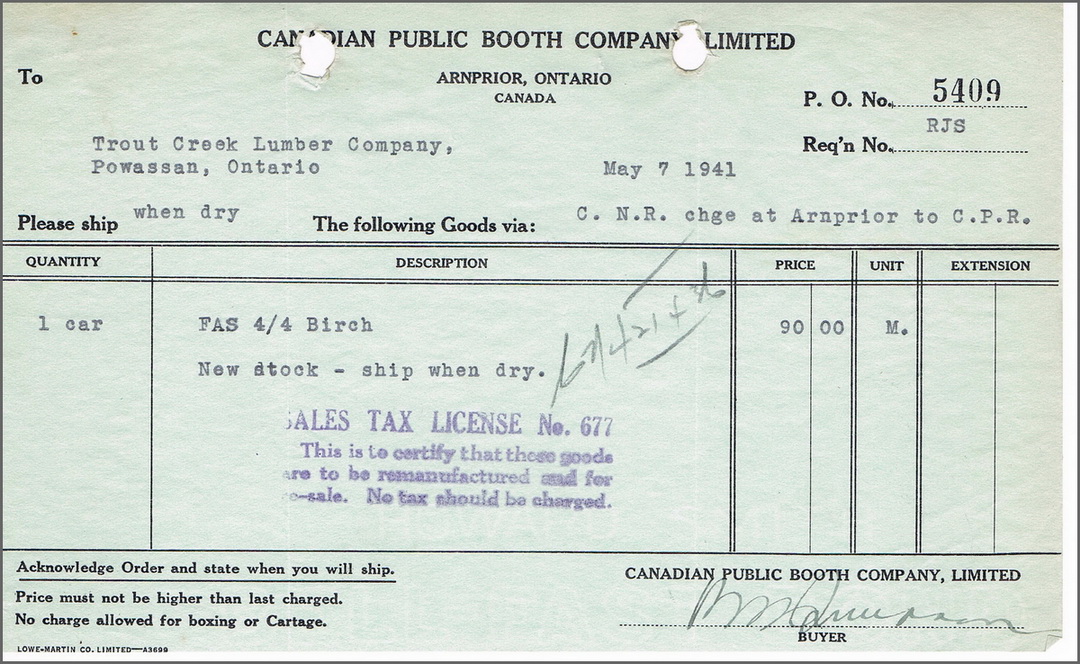 CANADIAN PUBLIC BOOTH COMPANY LIMITED
To
ARNPRIOR, ONTARIO
CANADA
P. O. No. 5409
RJS
Req'n No.
Trout Creek Lumber Company,
Powassan, Ontario
May 7 1941
Please ship when dry The following Goods via: C. N.R. chge at Arnprior to C.P.R.
QUANTITY DESCRIPTION PRICE UNIT EXTENSION
1 car FAS 4/4 Birch 90 00 M.
New stock - ship when dry.
SALES TAX LICENSE No. 677
This is to certify that these goods
are to be remanufactured and for
re-sale. No tax should be charged.
Acknowledge Order and state when you will ship.
Price must not be higher than last charged.
No charge allowed for boxing or Cartage.
CANADIAN PUBLIC BOOTH COMPANY, LIMITED
BUYER
LOWE-MARTIN CO. LIMITED—A3699